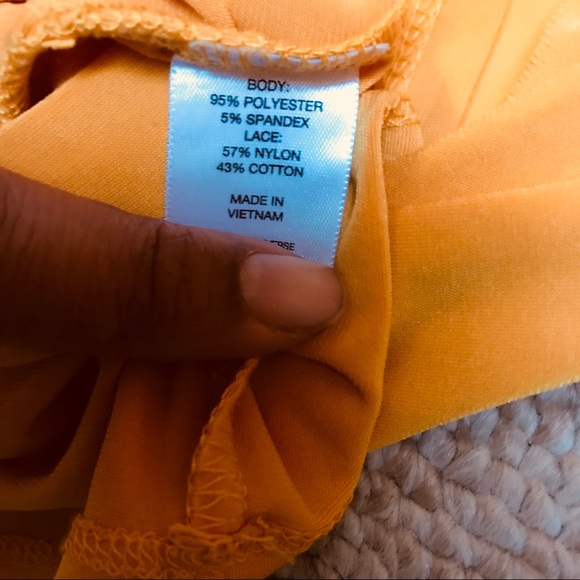 BODY:
95% POLYESTER
5% SPANDEX
LACE:
57% NYLON
43% COTTON
MADE IN
VIETNAM